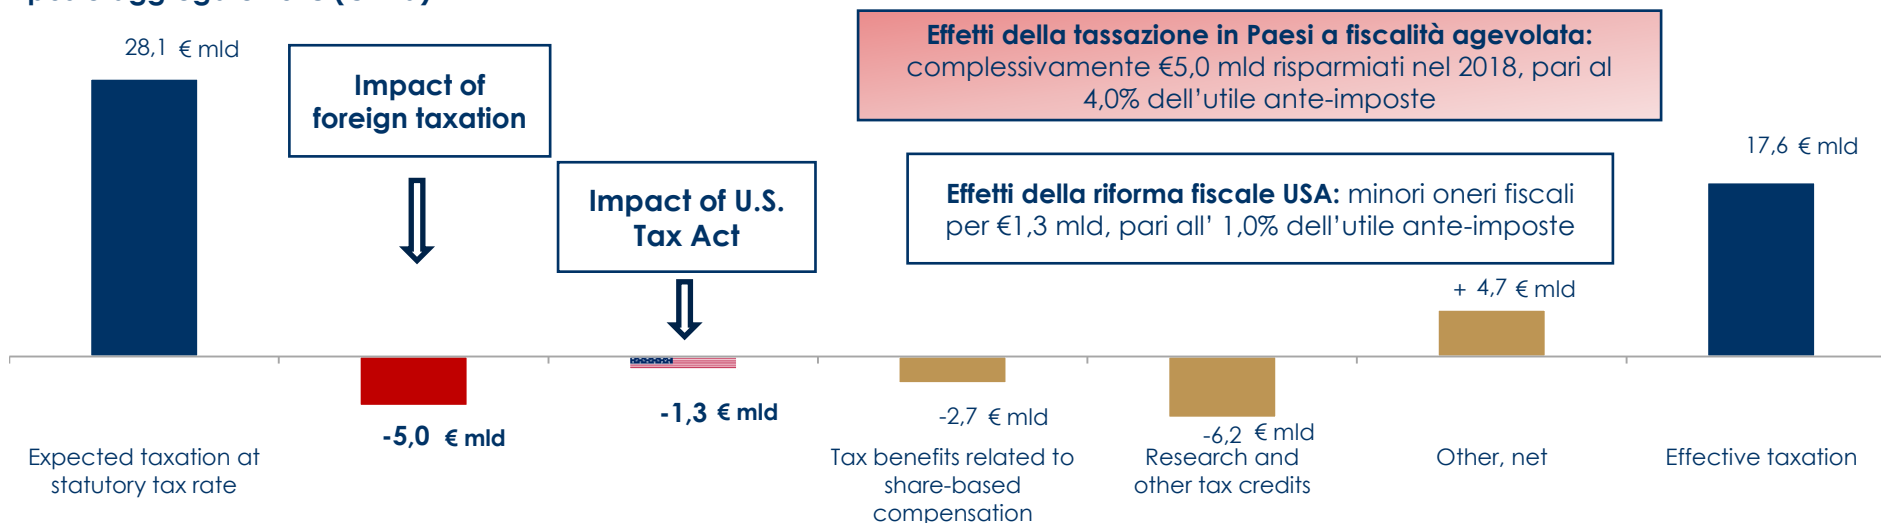 28,1 € mld
Impact of
foreign taxation
Impact of U.S.
Tax Act
Effetti della tassazione in Paesi a fiscalità agevolata:
complessivamente €5,0 mld risparmiati nel 2018, pari al
4,0% dell'utile ante-imposte
Effetti della riforma fiscale USA: minori oneri fiscali
per €1,3 mld, pari all' 1,0% dell'utile ante-imposte
17,6 € mld
+ 4,7 € mld
-5,0 € mld
-1,3 € mld
-2,7 € mld
-6,2 € mld
Expected taxation at
statutory tax rate
Tax benefits related to
share-based
compensation
Research and
other tax credits
Other, net
Effective taxation